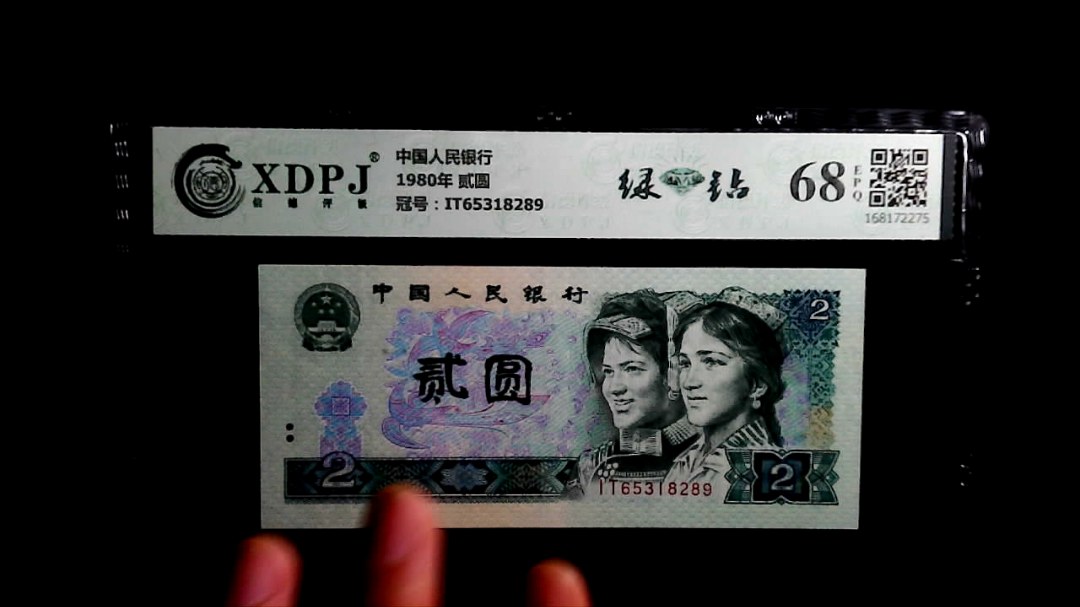 XDPJ®
信德评级
中国人民银行
1980年 贰圆
冠号：IT65318289
绿钻
68
EPQ
168172275
中国人民银行
2
贰圆
2
IT65318289
2